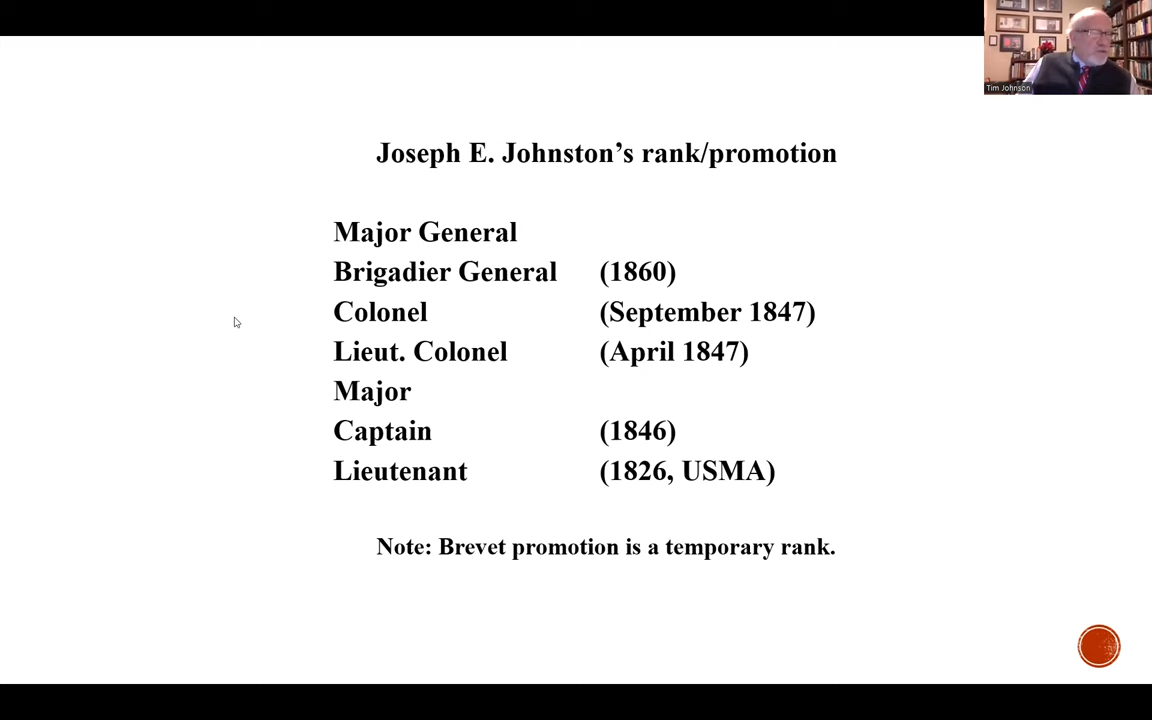 Tim Johnson
Joseph E. Johnston’s rank/promotion
Major General
Brigadier General (1860)
Colonel (September 1847)
Lieut. Colonel (April 1847)
Major
Captain (1846)
Lieutenant (1826, USMA)
Note: Brevet promotion is a temporary rank.